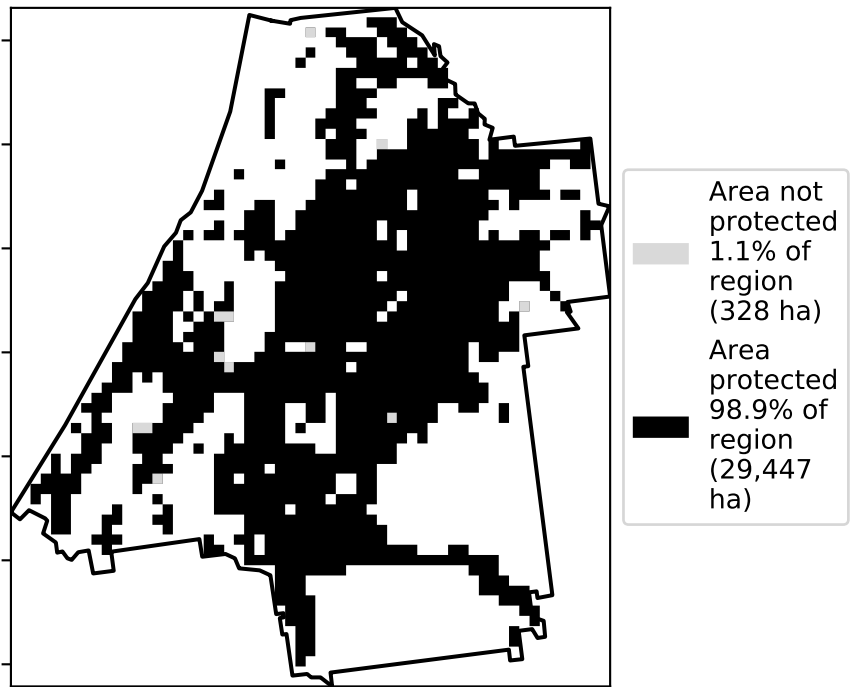 Area not
protected
1.1% of
region
(328 ha)
Area
protected
98.9% of
region
(29,447
ha)